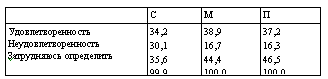 С М П
Удовлетворенность 34,2 38,9 37,2
Неудовлетворенность 30,1 16,7 16,3
Затрудняюсь определить 35,6 44,4 46,5
99,9 100,0 100,0